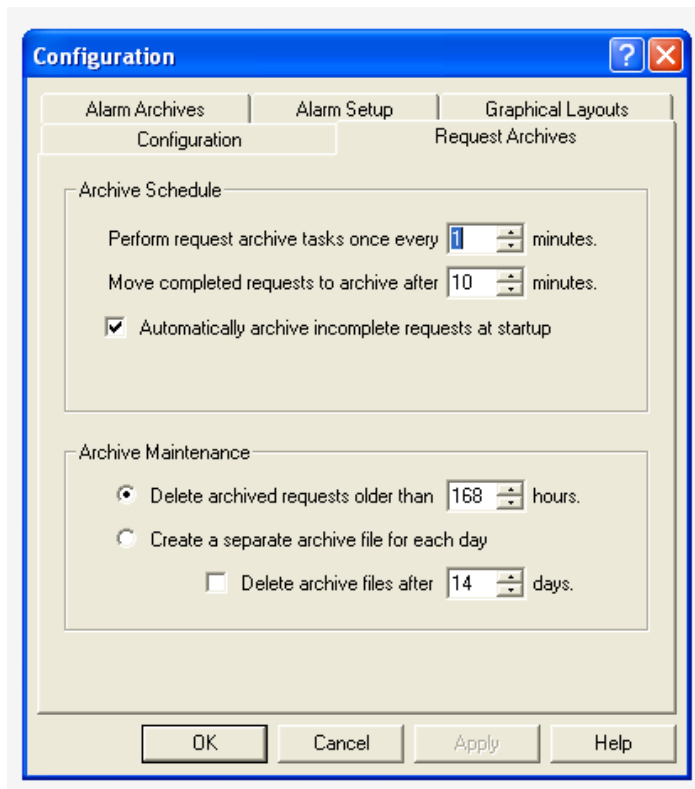 Configuration
Alarm Archives Alarm Setup Graphical Layouts
Configuration Request Archives
Archive Schedule
Perform request archive tasks once every 1 minutes.
Move completed requests to archive after 10 minutes.
Automatically archive incomplete requests at startup
Archive Maintenance
Delete archived requests older than 168 hours.
Create a separate archive file for each day
Delete archive files after 14 days.
OK Cancel Apply Help